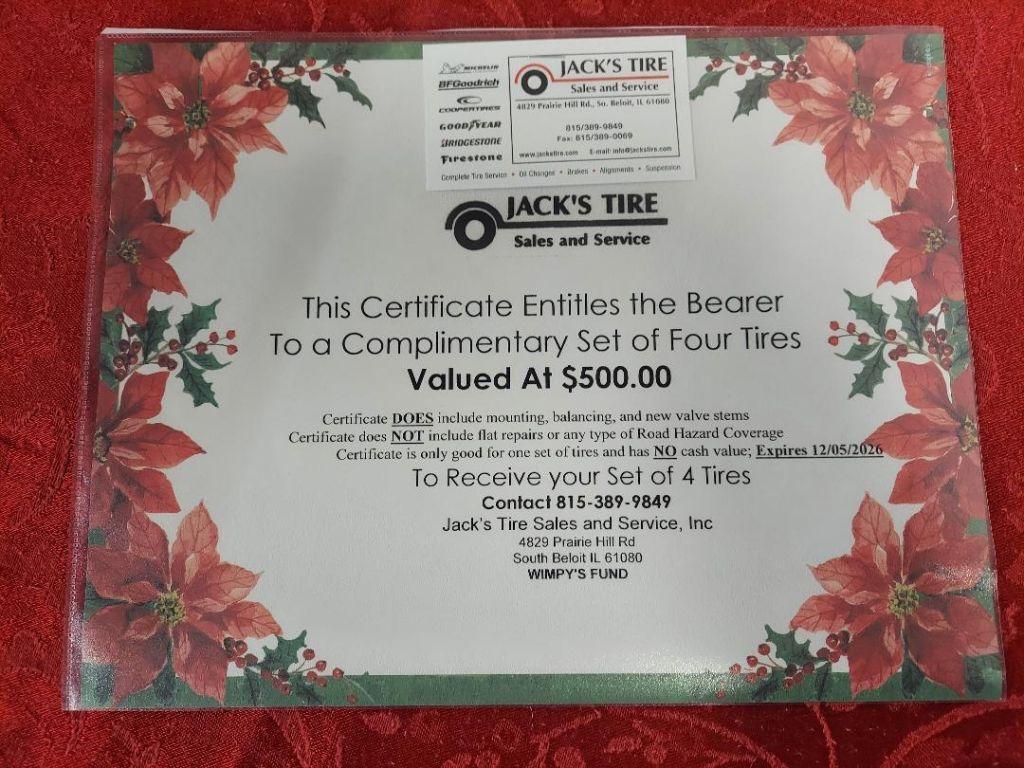 MICHELIN
BFGoodrich
COOPERTIRES
GOODYEAR
BRIDGESTONE
Firestone
JACK'S TIRE
Sales and Service
4829 Prairie Hill Rd., So. Beloit, IL 61080
815/389-9849
Fax: 815/389-0069
www.jackstire.com E-mail: info@jackstire.com
Complete Tire Service • Oil Changes • Brakes • Alignments • Suspension
JACK'S TIRE
Sales and Service
This Certificate Entitles the Bearer
To a Complimentary Set of Four Tires
Valued At $500.00
Certificate DOES include mounting, balancing, and new valve stems
Certificate does NOT include flat repairs or any type of Road Hazard Coverage
Certificate is only good for one set of tires and has NO cash value; Expires 12/05/2026
To Receive your Set of 4 Tires
Contact 815-389-9849
Jack's Tire Sales and Service, Inc
4829 Prairie Hill Rd
South Beloit IL 61080
WIMPY'S FUND